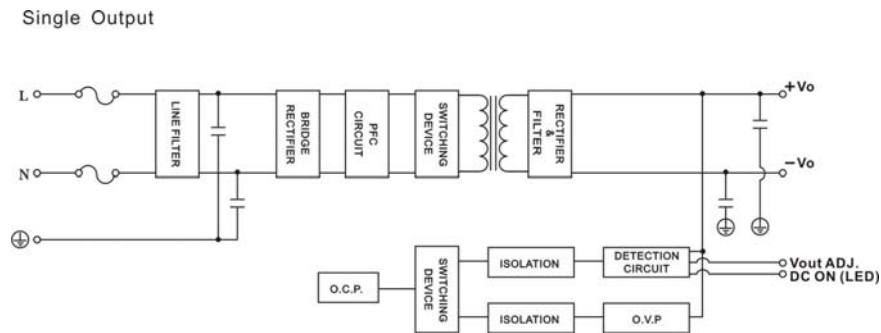 Single Output
L
N
LINE FILTER
BRIDGE
RECTIFIER
PFC
CIRCUIT
SWITCHING
DEVICE
RECTIFIER
&
FILTER
+Vo
−Vo
O.C.P.
SWITCHING
DEVICE
ISOLATION
DETECTION
CIRCUIT
Vout ADJ.
DC ON (LED)
ISOLATION
O.V.P